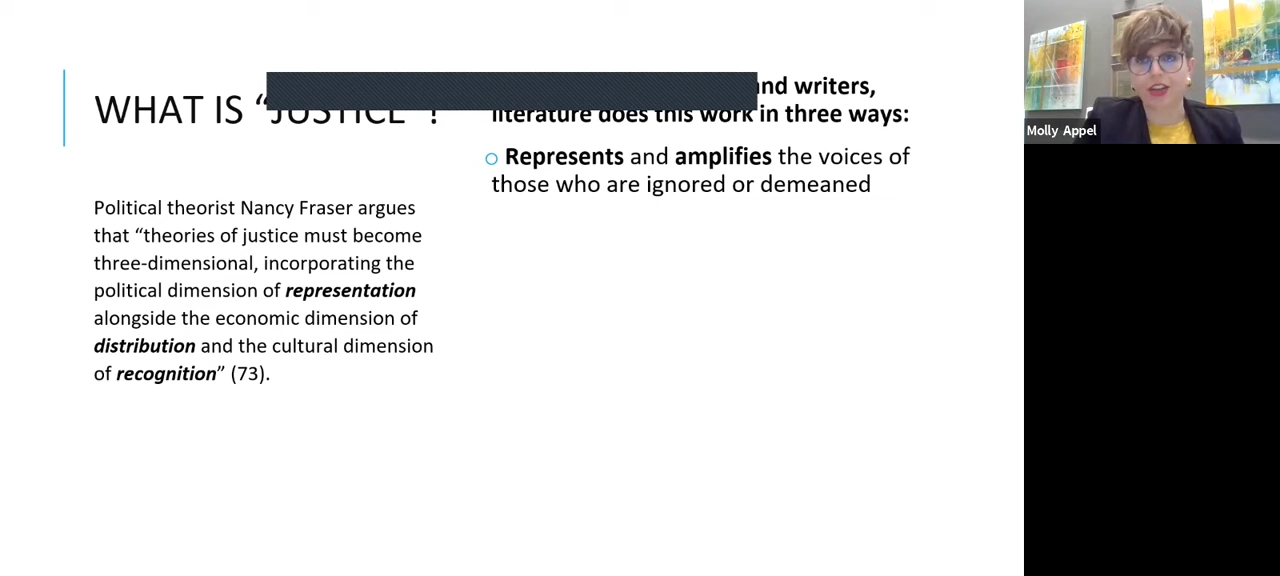 WHAT IS “JUSTICE”?
Political theorist Nancy Fraser argues
that “theories of justice must become
three-dimensional, incorporating the
political dimension of representation
alongside the economic dimension of
distribution and the cultural dimension
of recognition” (73).
and writers,
literature does this work in three ways:
Represents and amplifies the voices of
those who are ignored or demeaned
Molly Appel